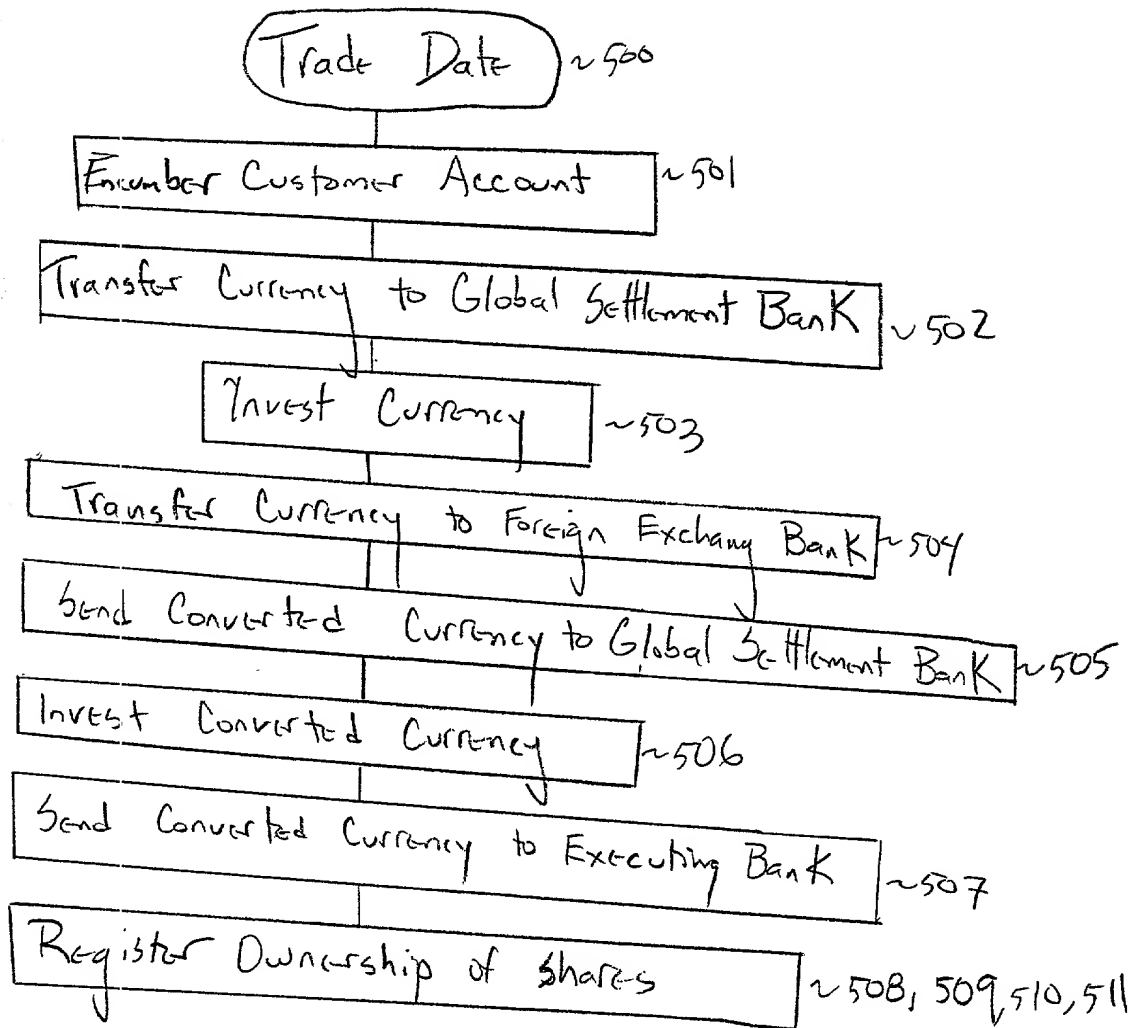 Trade Date ~500
Encumber Customer Account ~501
Transfer Currency to Global Settlement Bank ~502
Invest Currency ~503
Transfer Currency to Foreign Exchang Bank ~504
Send Converted Currency to Global Settlement Bank ~505
Invest Converted Currency ~506
Send Converted Currency to Executing Bank ~507
Register Ownership of shares ~508, 509, 510, 511